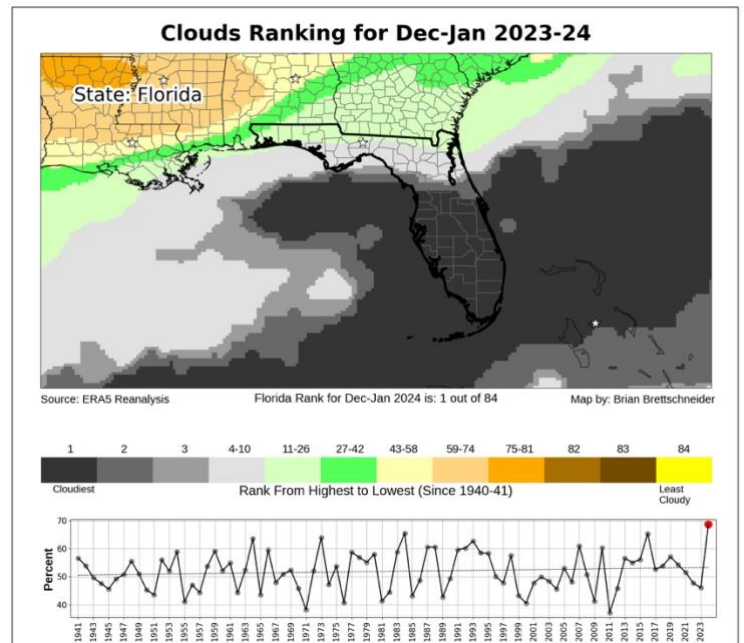 Clouds Ranking for Dec-Jan 2023-24
State: Florida
Source: ERA5 Reanalysis Florida Rank for Dec-Jan 2024 is: 1 out of 84 Map by: Brian Brettschneider
1 2 3 4-10 11-26 27-42 43-58 59-74 75-81 82 83 84
Cloudiest Rank From Highest to Lowest (Since 1940-41) Least
Cloudy
Percent
70
60
50
40
1941 1943 1945 1947 1949 1951 1953 1955 1957 1959 1961 1963 1965 1967 1969 1971 1973 1975 1977 1979 1981 1983 1985 1987 1989 1991 1993 1995 1997 1999 2001 2003 2005 2007 2009 2011 2013 2015 2017 2019 2021 2023